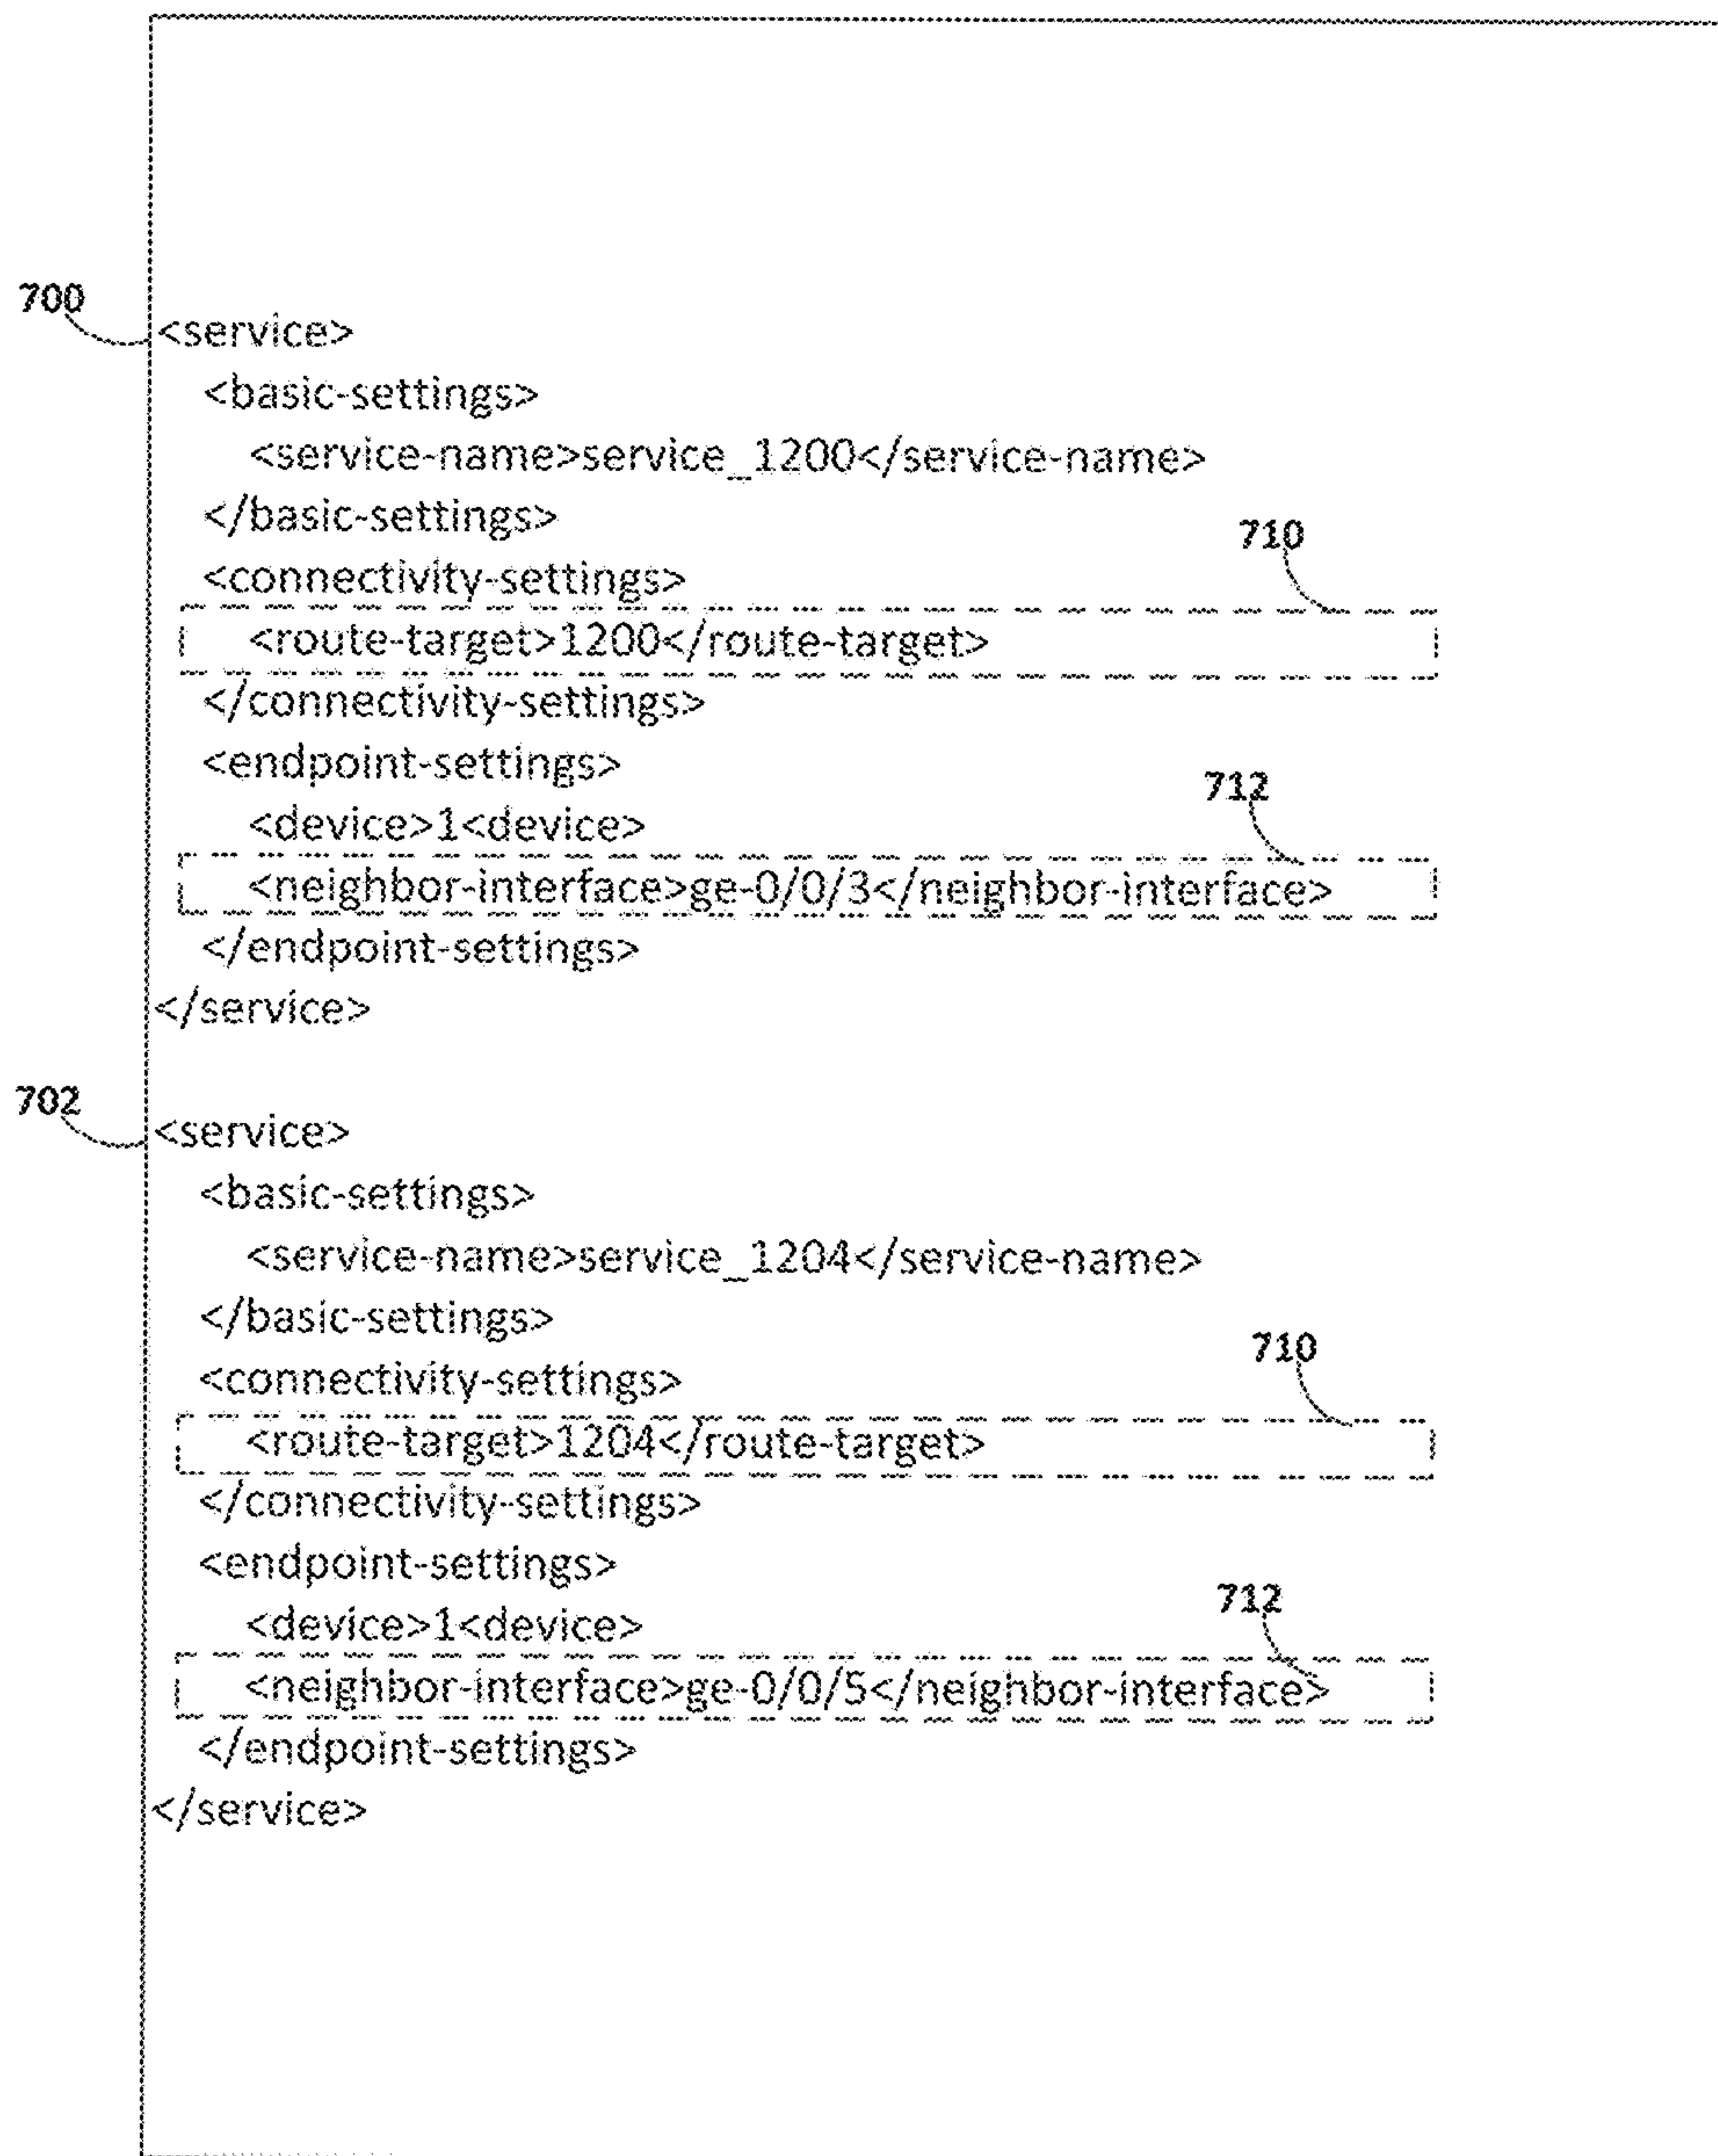 700
<service>
<basic-settings>
<service-name>service_1200</service-name>
</basic-settings>
710
<connectivity-settings>
<route-target>1200</route-target>
</connectivity-settings>
<endpoint-settings>
712
<device>1<device>
<neighbor-interface>ge-0/0/3</neighbor-interface>
</endpoint-settings>
</service>
702
<service>
<basic-settings>
<service-name>service_1204</service-name>
</basic-settings>
710
<connectivity-settings>
<route-target>1204</route-target>
</connectivity-settings>
<endpoint-settings>
712
<device>1<device>
<neighbor-interface>ge-0/0/5</neighbor-interface>
</endpoint-settings>
</service>